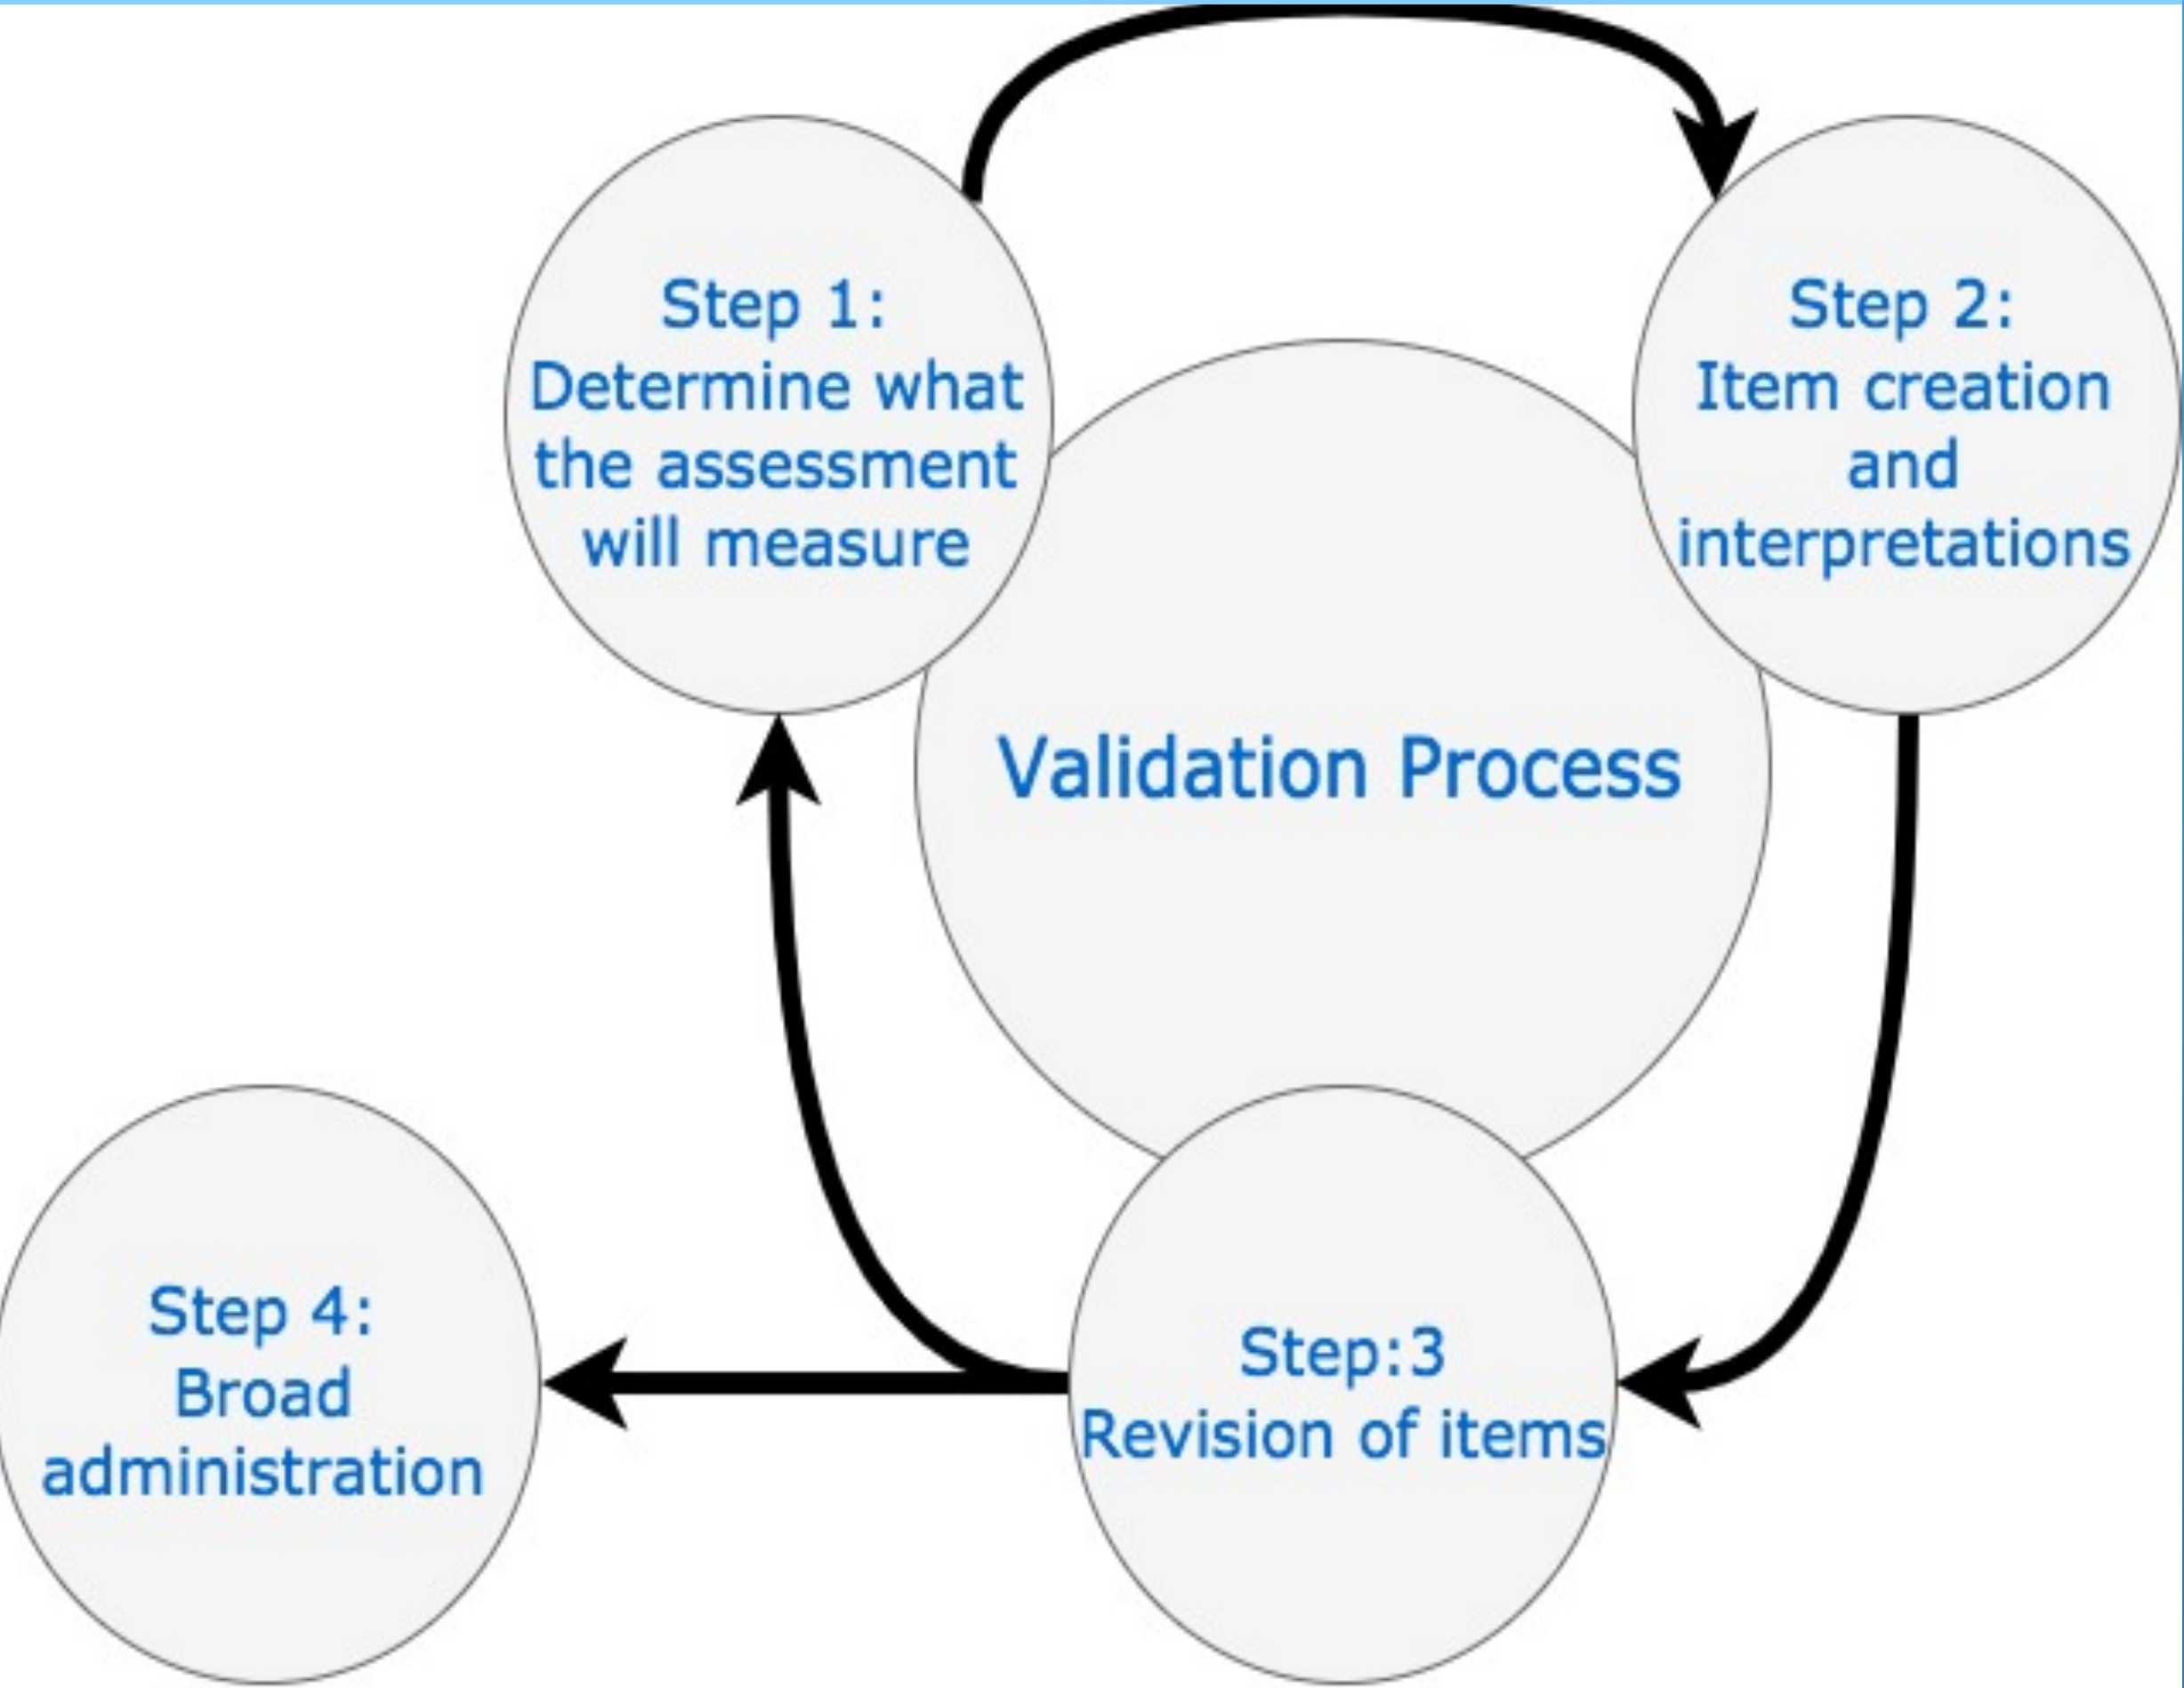 Step 1:
Determine what
the assessment
will measure
Step 2:
Item creation
and
interpretations
Validation Process
Step:3
Revision of items
Step 4:
Broad
administration